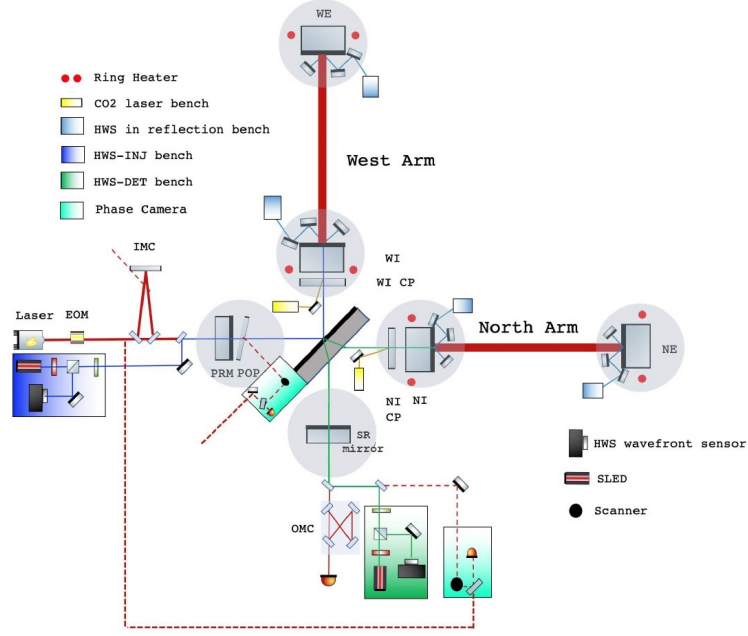 WE
Ring Heater
CO2 laser bench
HWS in reflection bench
HWS-INJ bench
HWS-DET bench
Phase Camera
West Arm
IMC
WI
WI CP
Laser
EOM
North Arm
NE
PRM
POP
NI
CP
NI
SR
mirror
HWS wavefront sensor
SLED
Scanner
OMC